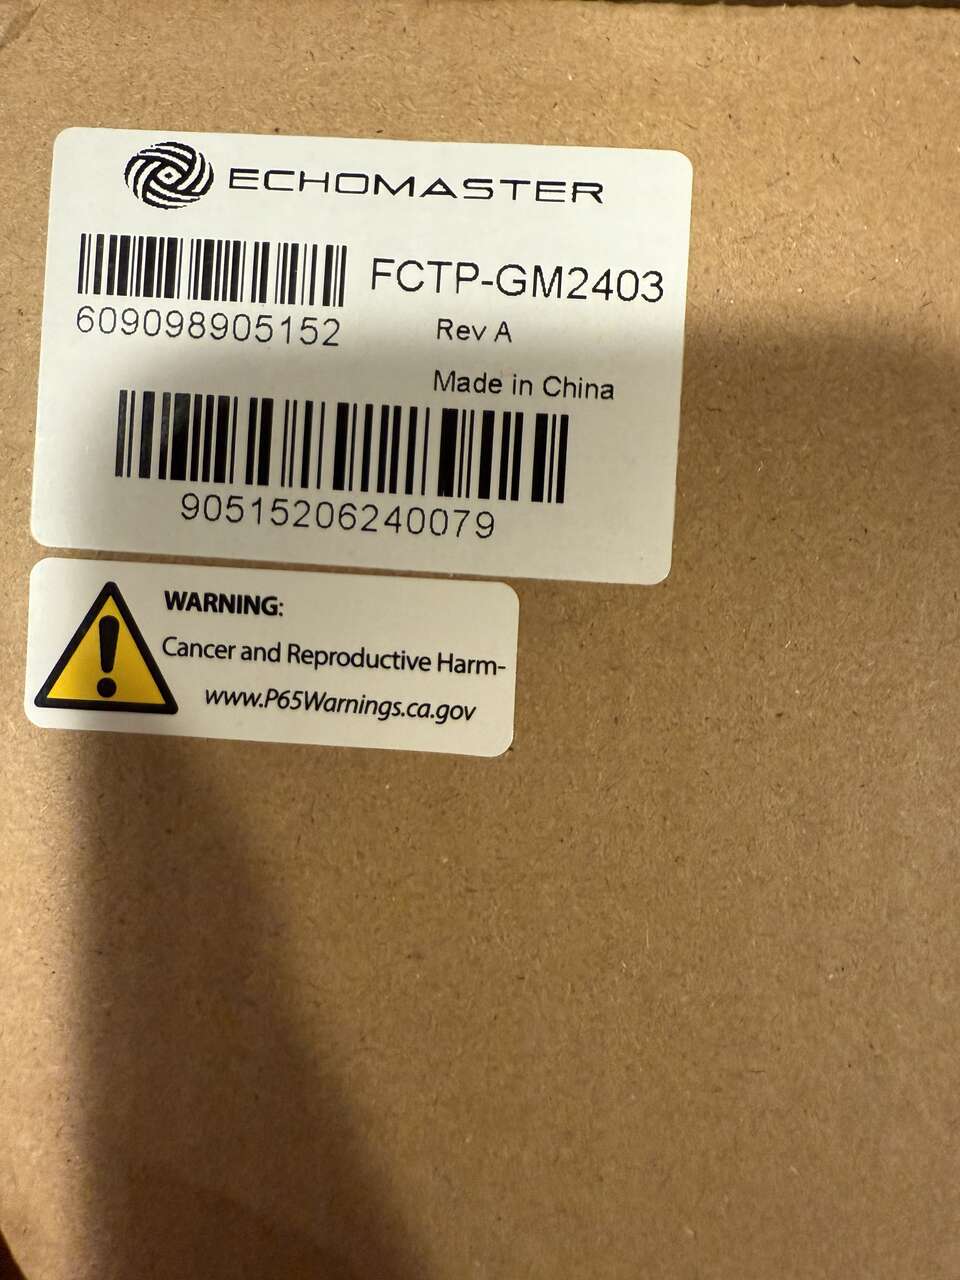 ECHOMASTER
FCTP-GM2403
609098905152
Rev A
Made in China
90515206240079
WARNING:
Cancer and Reproductive Harm-
www.P65Warnings.ca.gov